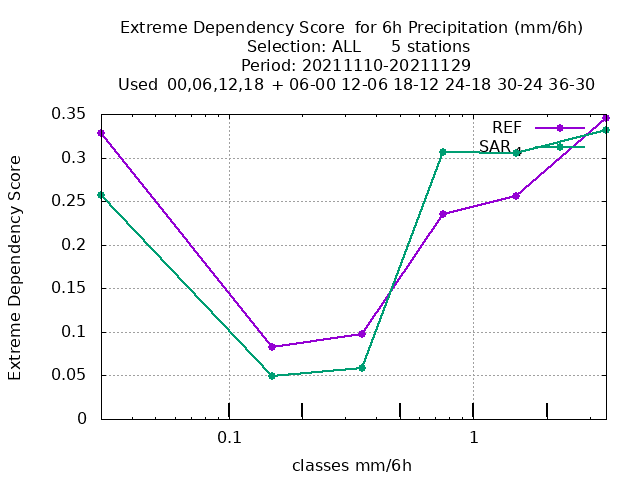 Extreme Dependency Score  for 6h Precipitation (mm/6h)
Selection: ALL      5 stations
Period: 20211110-20211129
Used  00,06,12,18  + 06-00 12-06 18-12 24-18 30-24 36-30
0.35
0.3
0.25
0.2
0.15
0.1
0.05
0
Extreme Dependency Score
REF
SAR
0.1
1
classes mm/6h